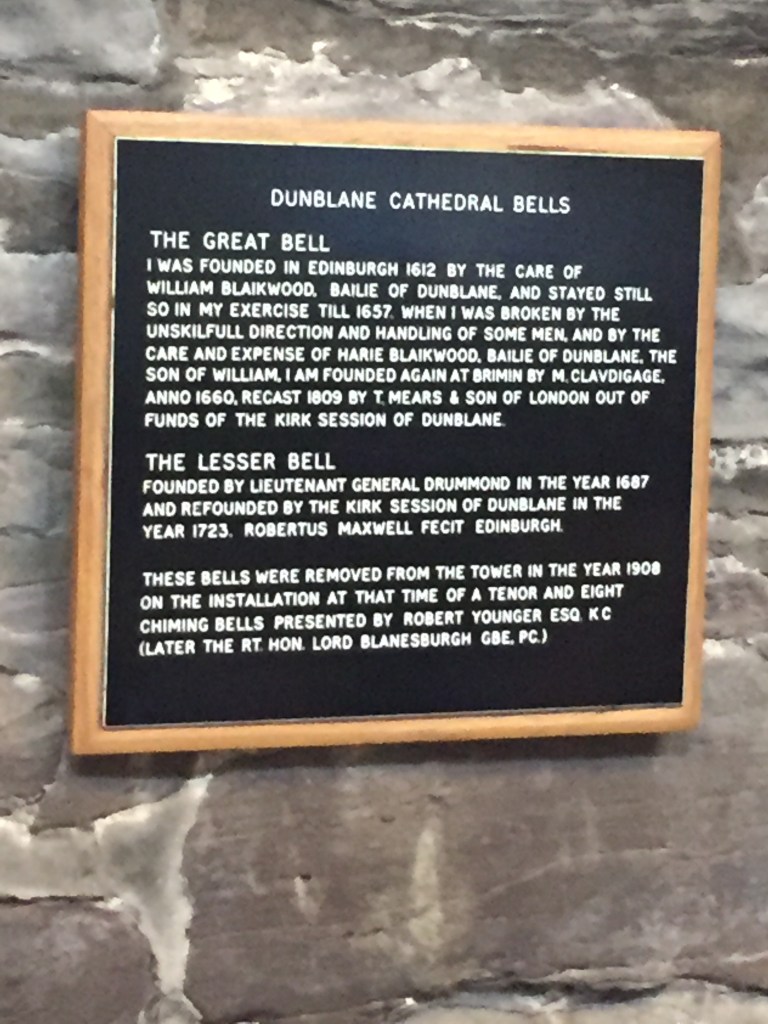 DUNBLANE CATHEDRAL BELLS
THE GREAT BELL
I WAS FOUNDED IN EDINBURGH 1612 BY THE CARE OF
WILLIAM BLAIKWOOD, BAILIE OF DUNBLANE, AND STAYED STILL
SO IN MY EXERCISE TILL 1657. WHEN I WAS BROKEN BY THE
UNSKILFULL DIRECTION AND HANDLING OF SOME MEN, AND BY THE
CARE AND EXPENSE OF HARIE BLAIKWOOD, BAILIE OF DUNBLANE, THE
SON OF WILLIAM, I AM FOUNDED AGAIN AT BRIMIN BY M. CLAVDIGAGE,
ANNO 1660, RECAST 1809 BY T. MEARS & SON OF LONDON OUT OF
FUNDS OF THE KIRK SESSION OF DUNBLANE.
THE LESSER BELL
FOUNDED BY LIEUTENANT GENERAL DRUMMOND IN THE YEAR 1687
AND REFOUNDED BY THE KIRK SESSION OF DUNBLANE IN THE
YEAR 1723. ROBERTUS MAXWELL FECIT EDINBURGH.
THESE BELLS WERE REMOVED FROM THE TOWER IN THE YEAR 1908
ON THE INSTALLATION AT THAT TIME OF A TENOR AND EIGHT
CHIMING BELLS PRESENTED BY ROBERT YOUNGER ESQ. K C
(LATER THE RT. HON. LORD BLANESBURGH GBE, PC.)